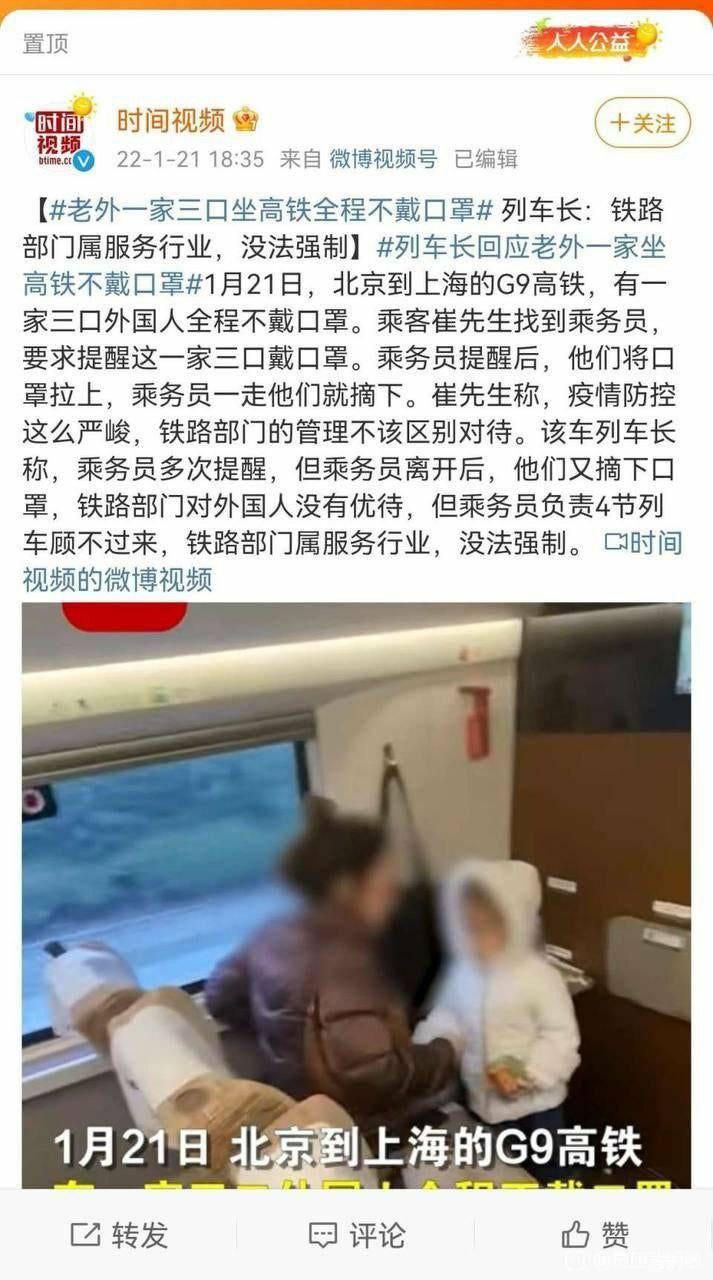 置顶
人人公益
时间
视频
btime.com
时间视频
+关注
22-1-21 18:35 来自 微博视频号 已编辑
【#老外一家三口坐高铁全程不戴口罩# 列车长：铁路
部门属服务行业，没法强制】#列车长回应老外一家坐
高铁不戴口罩#1月21日，北京到上海的G9高铁，有一
家三口外国人全程不戴口罩。乘客崔先生找到乘务员，
要求提醒这一家三口戴口罩。乘务员提醒后，他们将口
罩拉上，乘务员一走他们就摘下。崔先生称，疫情防控
这么严峻，铁路部门的管理不该区别对待。该车列车长
称，乘务员多次提醒，但乘务员离开后，他们又摘下口
罩，铁路部门对外国人没有优待，但乘务员负责4节列
车顾不过来，铁路部门属服务行业，没法强制。 时间
视频的微博视频
1月21日 北京到上海的G9高铁
转发
评论
赞